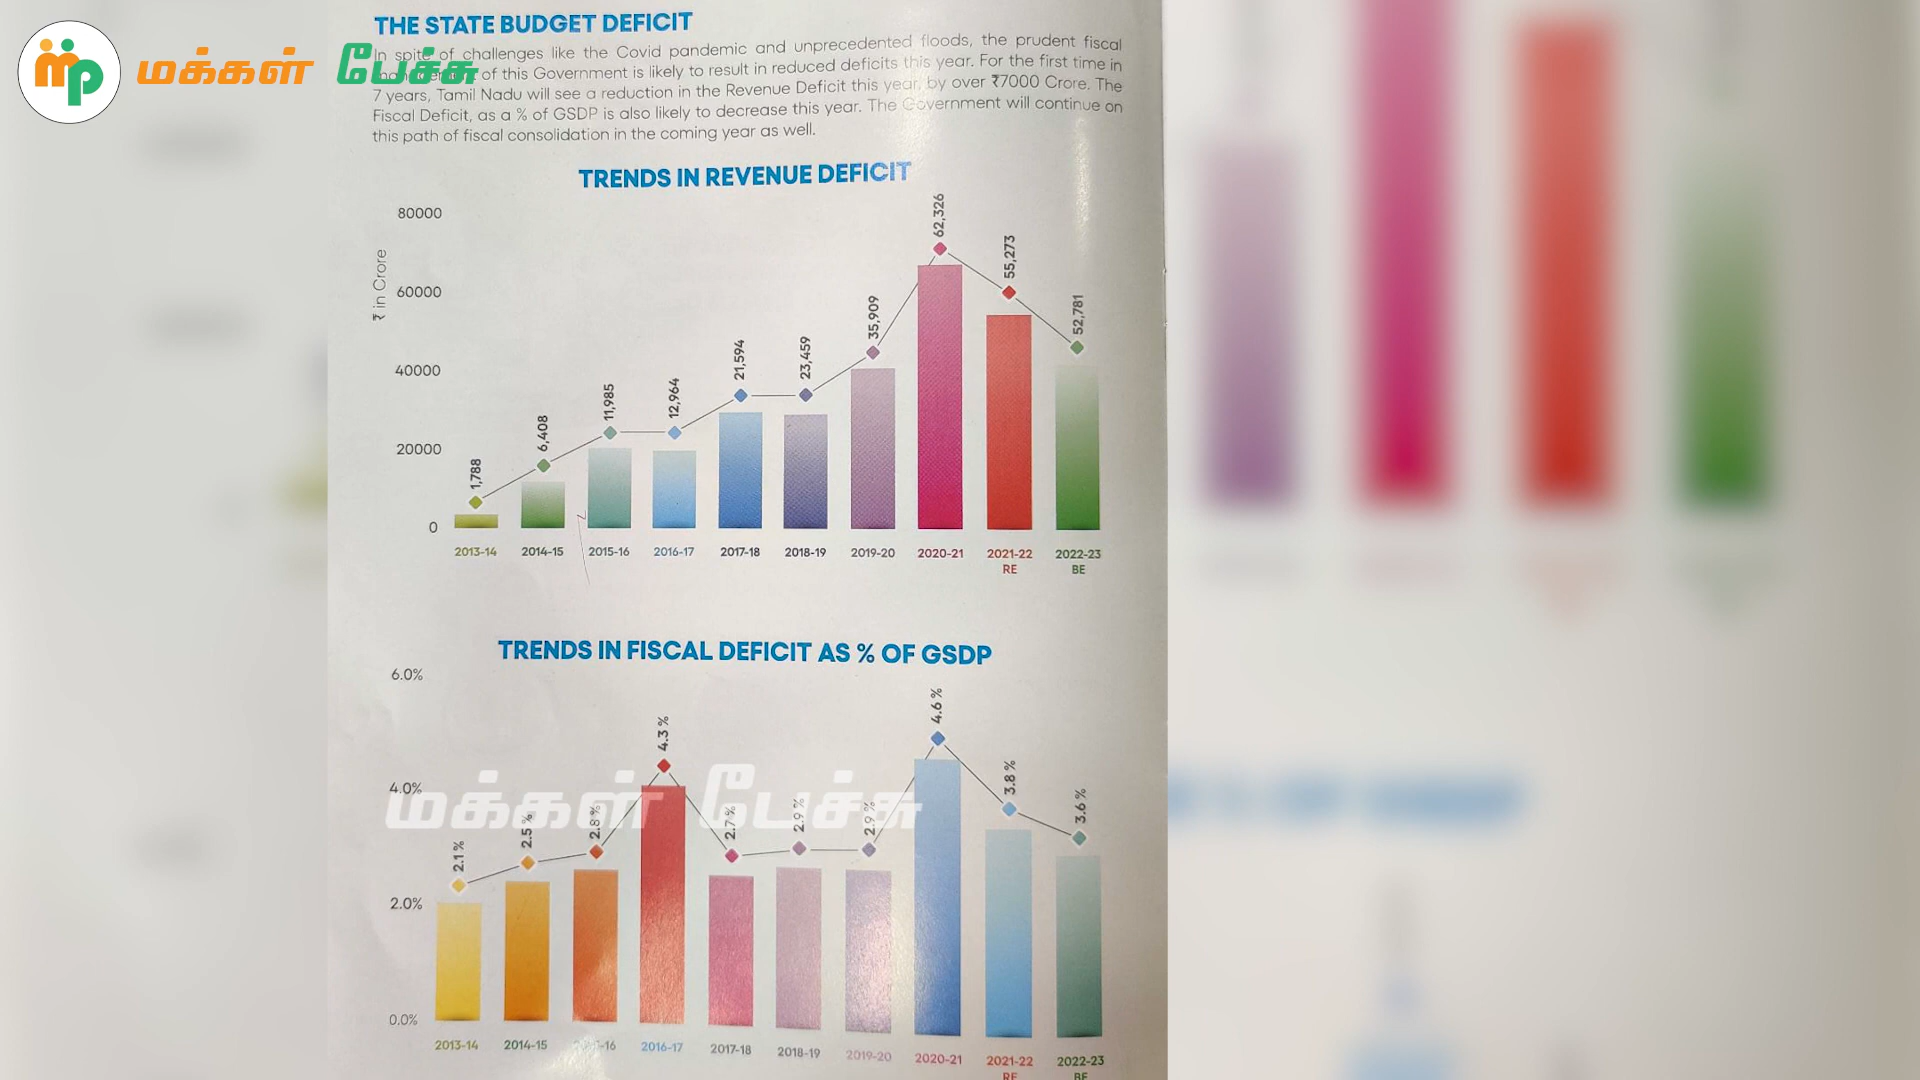 மக்கள் பேச்சு
THE STATE BUDGET DEFICIT
In spite of challenges like the Covid pandemic and unprecedented floods, the prudent fiscal
of this Government is likely to result in reduced deficits this year. For the first time in
7 years, Tamil Nadu will see a reduction in the Revenue Deficit this year, by over ₹7000 Crore. The
Fiscal Deficit, as a % of GSDP is also likely to decrease this year. The Government will continue on
this path of fiscal consolidation in the coming year as well.
TRENDS IN REVENUE DEFICIT
₹ in Crore
80000
60000
40000
20000
0
1,788
6,408
11,985
12,964
21,594
23,459
35,909
62,326
55,273
52,781
2013-14 2014-15 2015-16 2016-17 2017-18 2018-19 2019-20 2020-21 2021-22 2022-23
RE BE
TRENDS IN FISCAL DEFICIT AS % OF GSDP
6.0%
4.0%
2.0%
0.0%
2.1 %
2.5 %
2.8 %
4.3 %
2.7 %
2.9 %
2.9 %
4.6 %
3.8 %
3.6 %
மக்கள் பேச்சு
2013-14 2014-15 -16 2016-17 2017-18 2018-19 2019-20 2020-21 2021-22 2022-23
RE BE